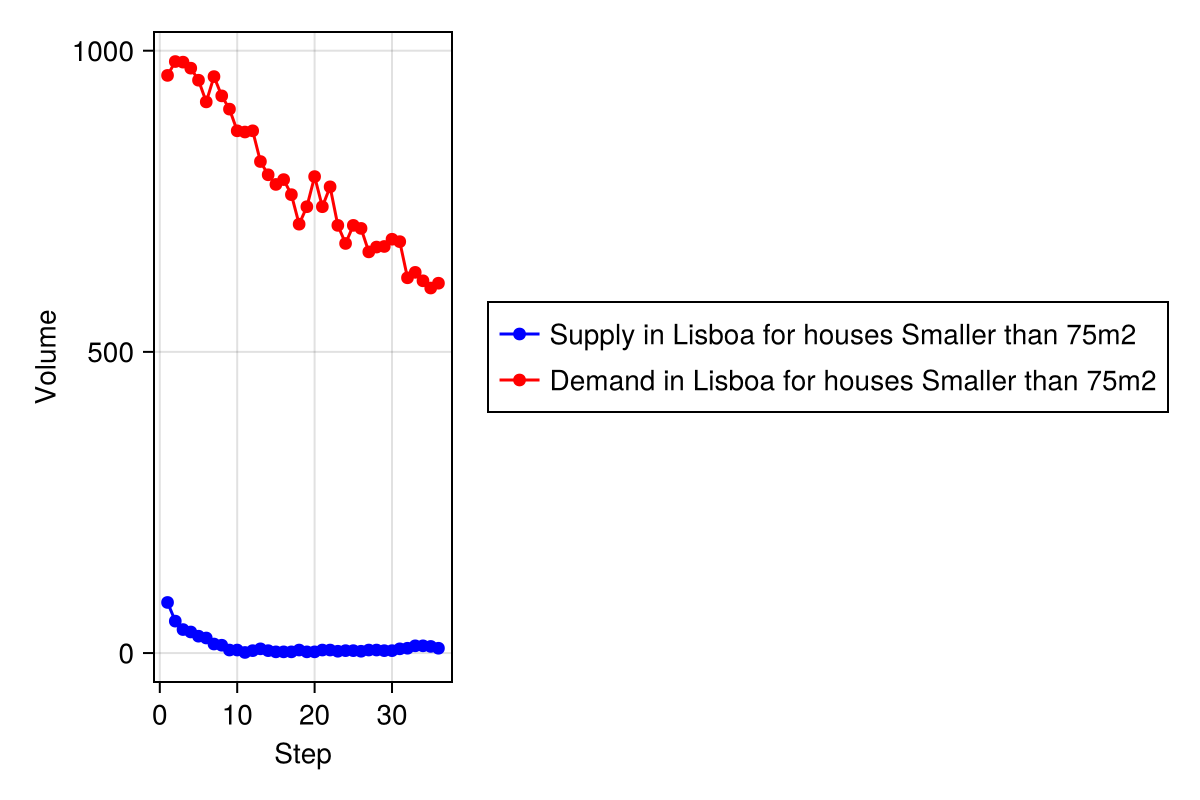 1000
500
0
Volume
0 10 20 30
Step
Supply in Lisboa for houses Smaller than 75m2
Demand in Lisboa for houses Smaller than 75m2